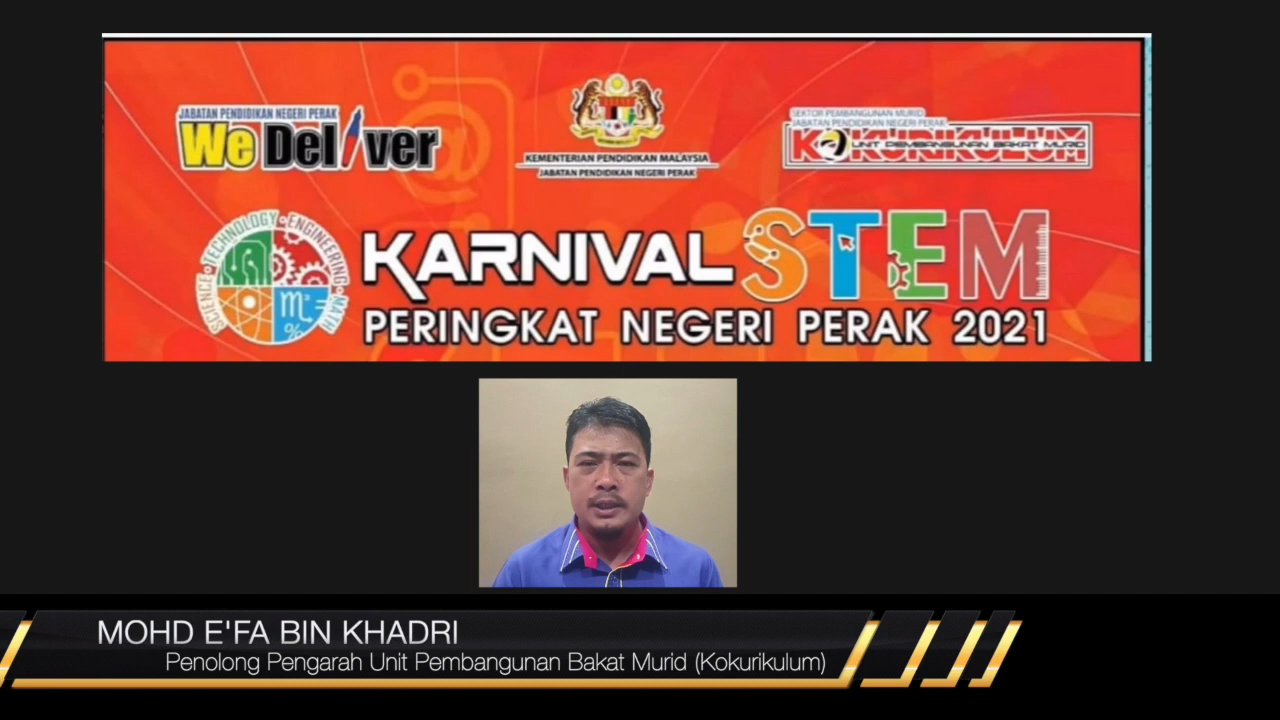 JABATAN PENDIDIKAN NEGERI PERAK
We Deliver
KEMENTERIAN PENDIDIKAN MALAYSIA
JABATAN PENDIDIKAN NEGERI PERAK
SEKTOR PEMBANGUNAN MURID
JABATAN PENDIDIKAN NEGERI PERAK
KOKURIKULUM
UNIT PEMBANGUNAN BAKAT MURID
SCIENCE • TECHNOLOGY • ENGINEERING • MATH
m =
%
KARNIVAL STEM
PERINGKAT NEGERI PERAK 2021
MOHD E'FA BIN KHADRI
Penolong Pengarah Unit Pembangunan Bakat Murid (Kokurikulum)